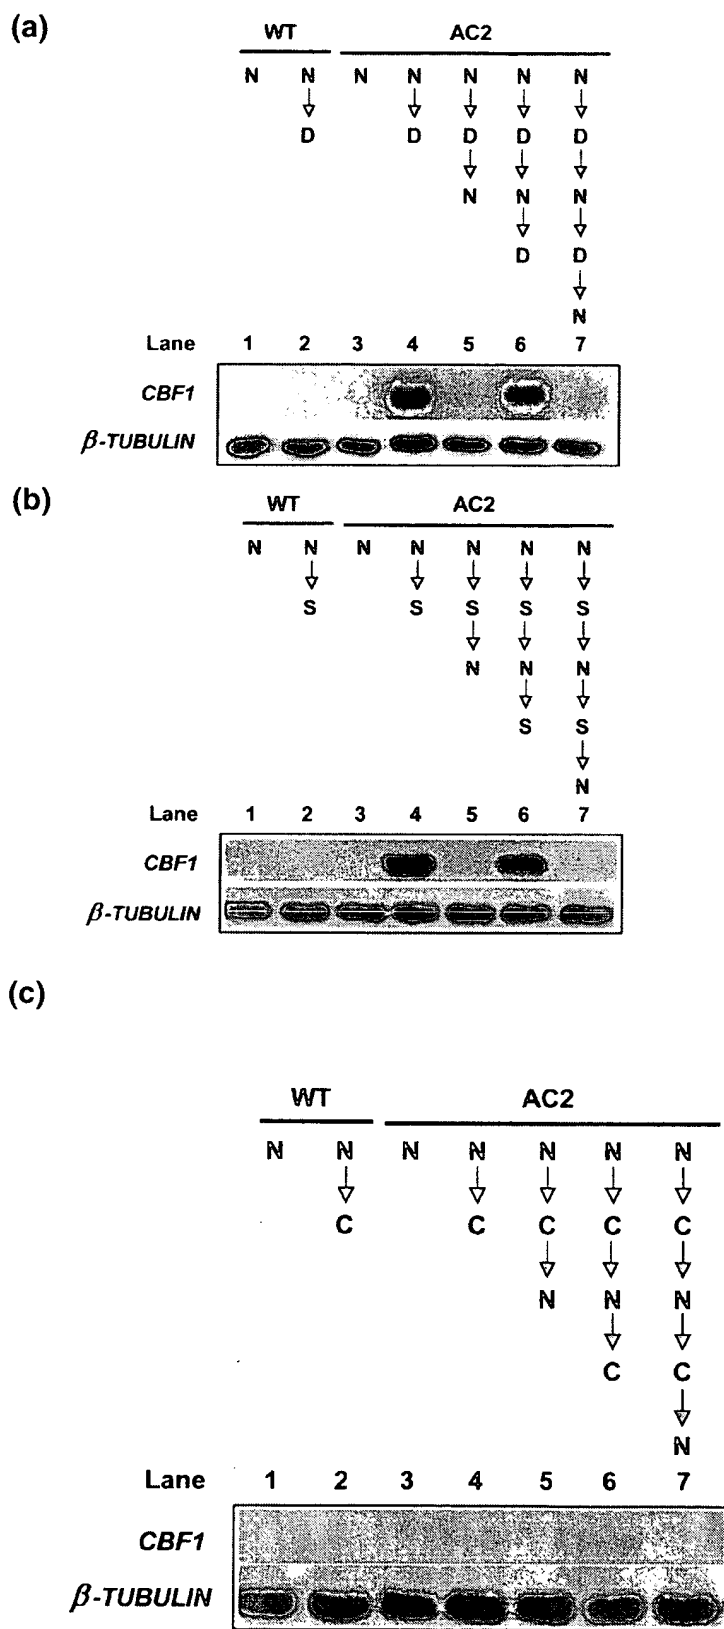 (a)
WT AC2
N N N N N N N
D D D D D
N N N
D D
N
Lane 1 2 3 4 5 6 7
CBF1
β-TUBULIN
(b)
WT AC2
N N N N N N N
S S S S S
N N N
S S
N
Lane 1 2 3 4 5 6 7
CBF1
β-TUBULIN
(c)
WT AC2
N N N N N N N
C C C C C
N N N
C C
N
Lane 1 2 3 4 5 6 7
CBF1
β-TUBULIN